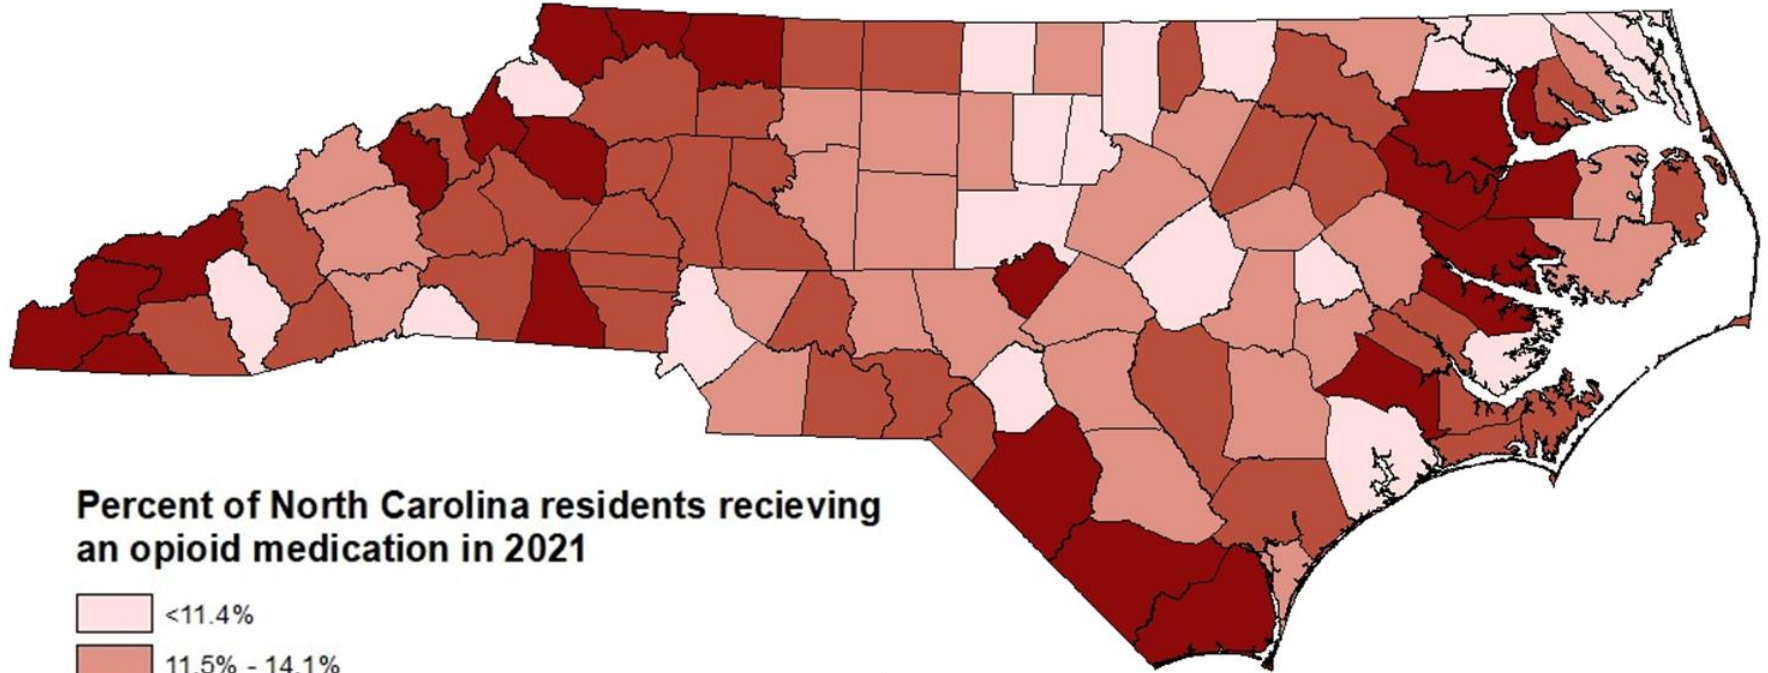 Percent of North Carolina residents recieving
an opioid medication in 2021
<11.4%
11.5% - 14.1%